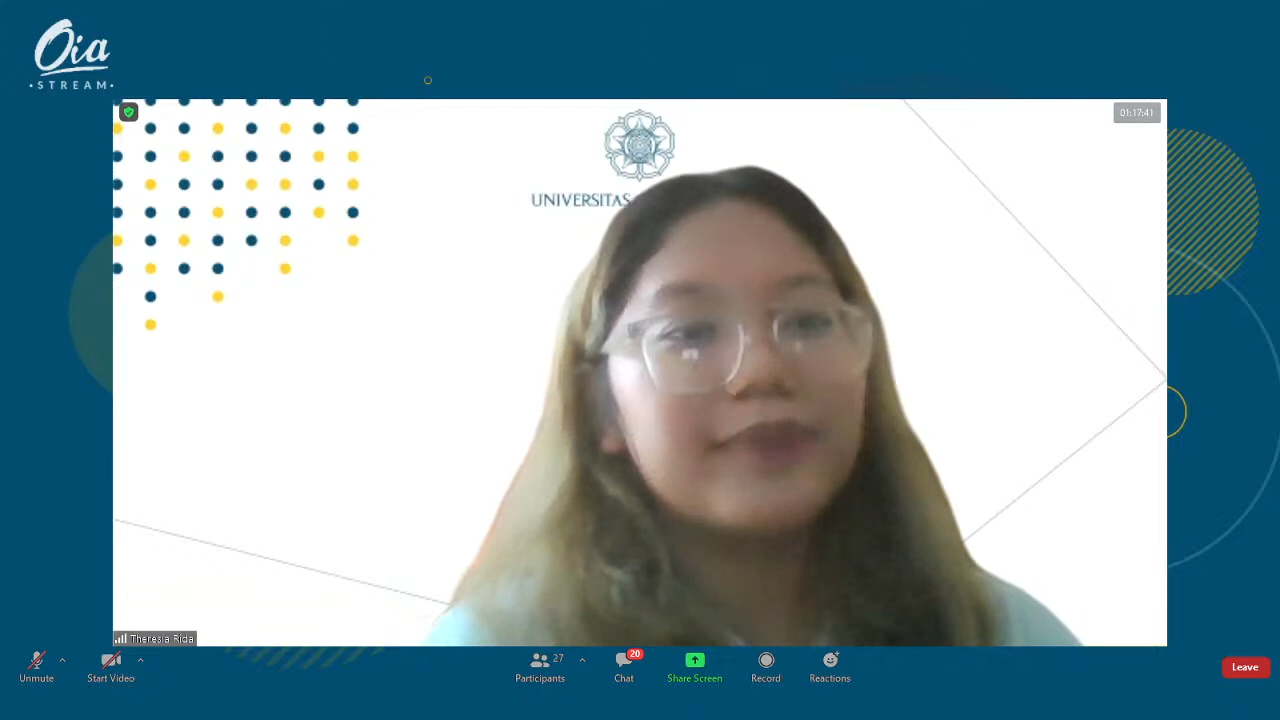 Oia
•STREAM•
01:17:41
UNIVERSITAS
Theresia Rida
Unmute
Start Video
27
Participants
20
Chat
Share Screen
Record
Reactions
Leave